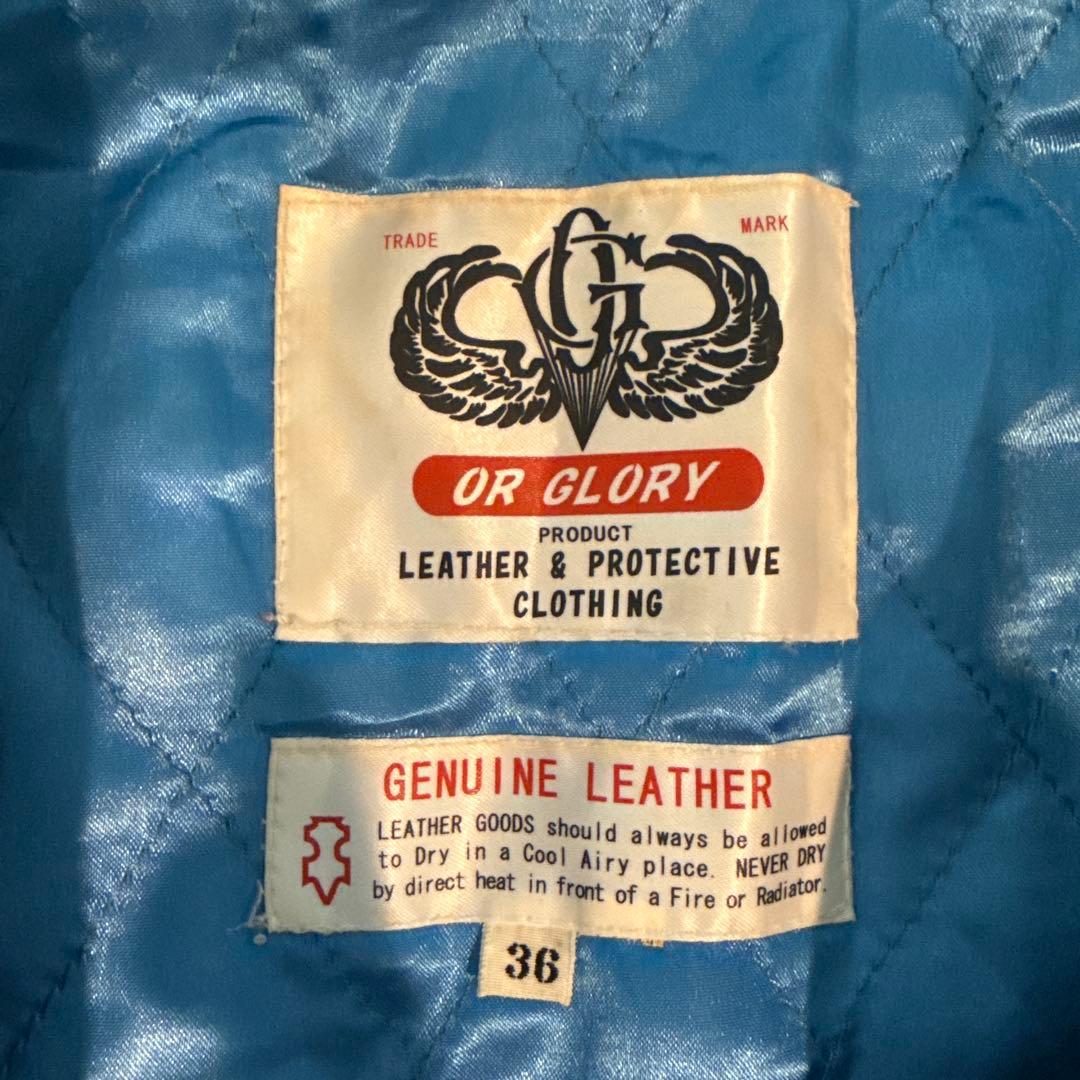 TRADE MARK
OG
OR GLORY
PRODUCT
LEATHER & PROTECTIVE
CLOTHING
GENUINE LEATHER
LEATHER GOODS should always be allowed
to Dry in a Cool Airy place. NEVER DRY
by direct heat in front of a Fire or Radiator.
36